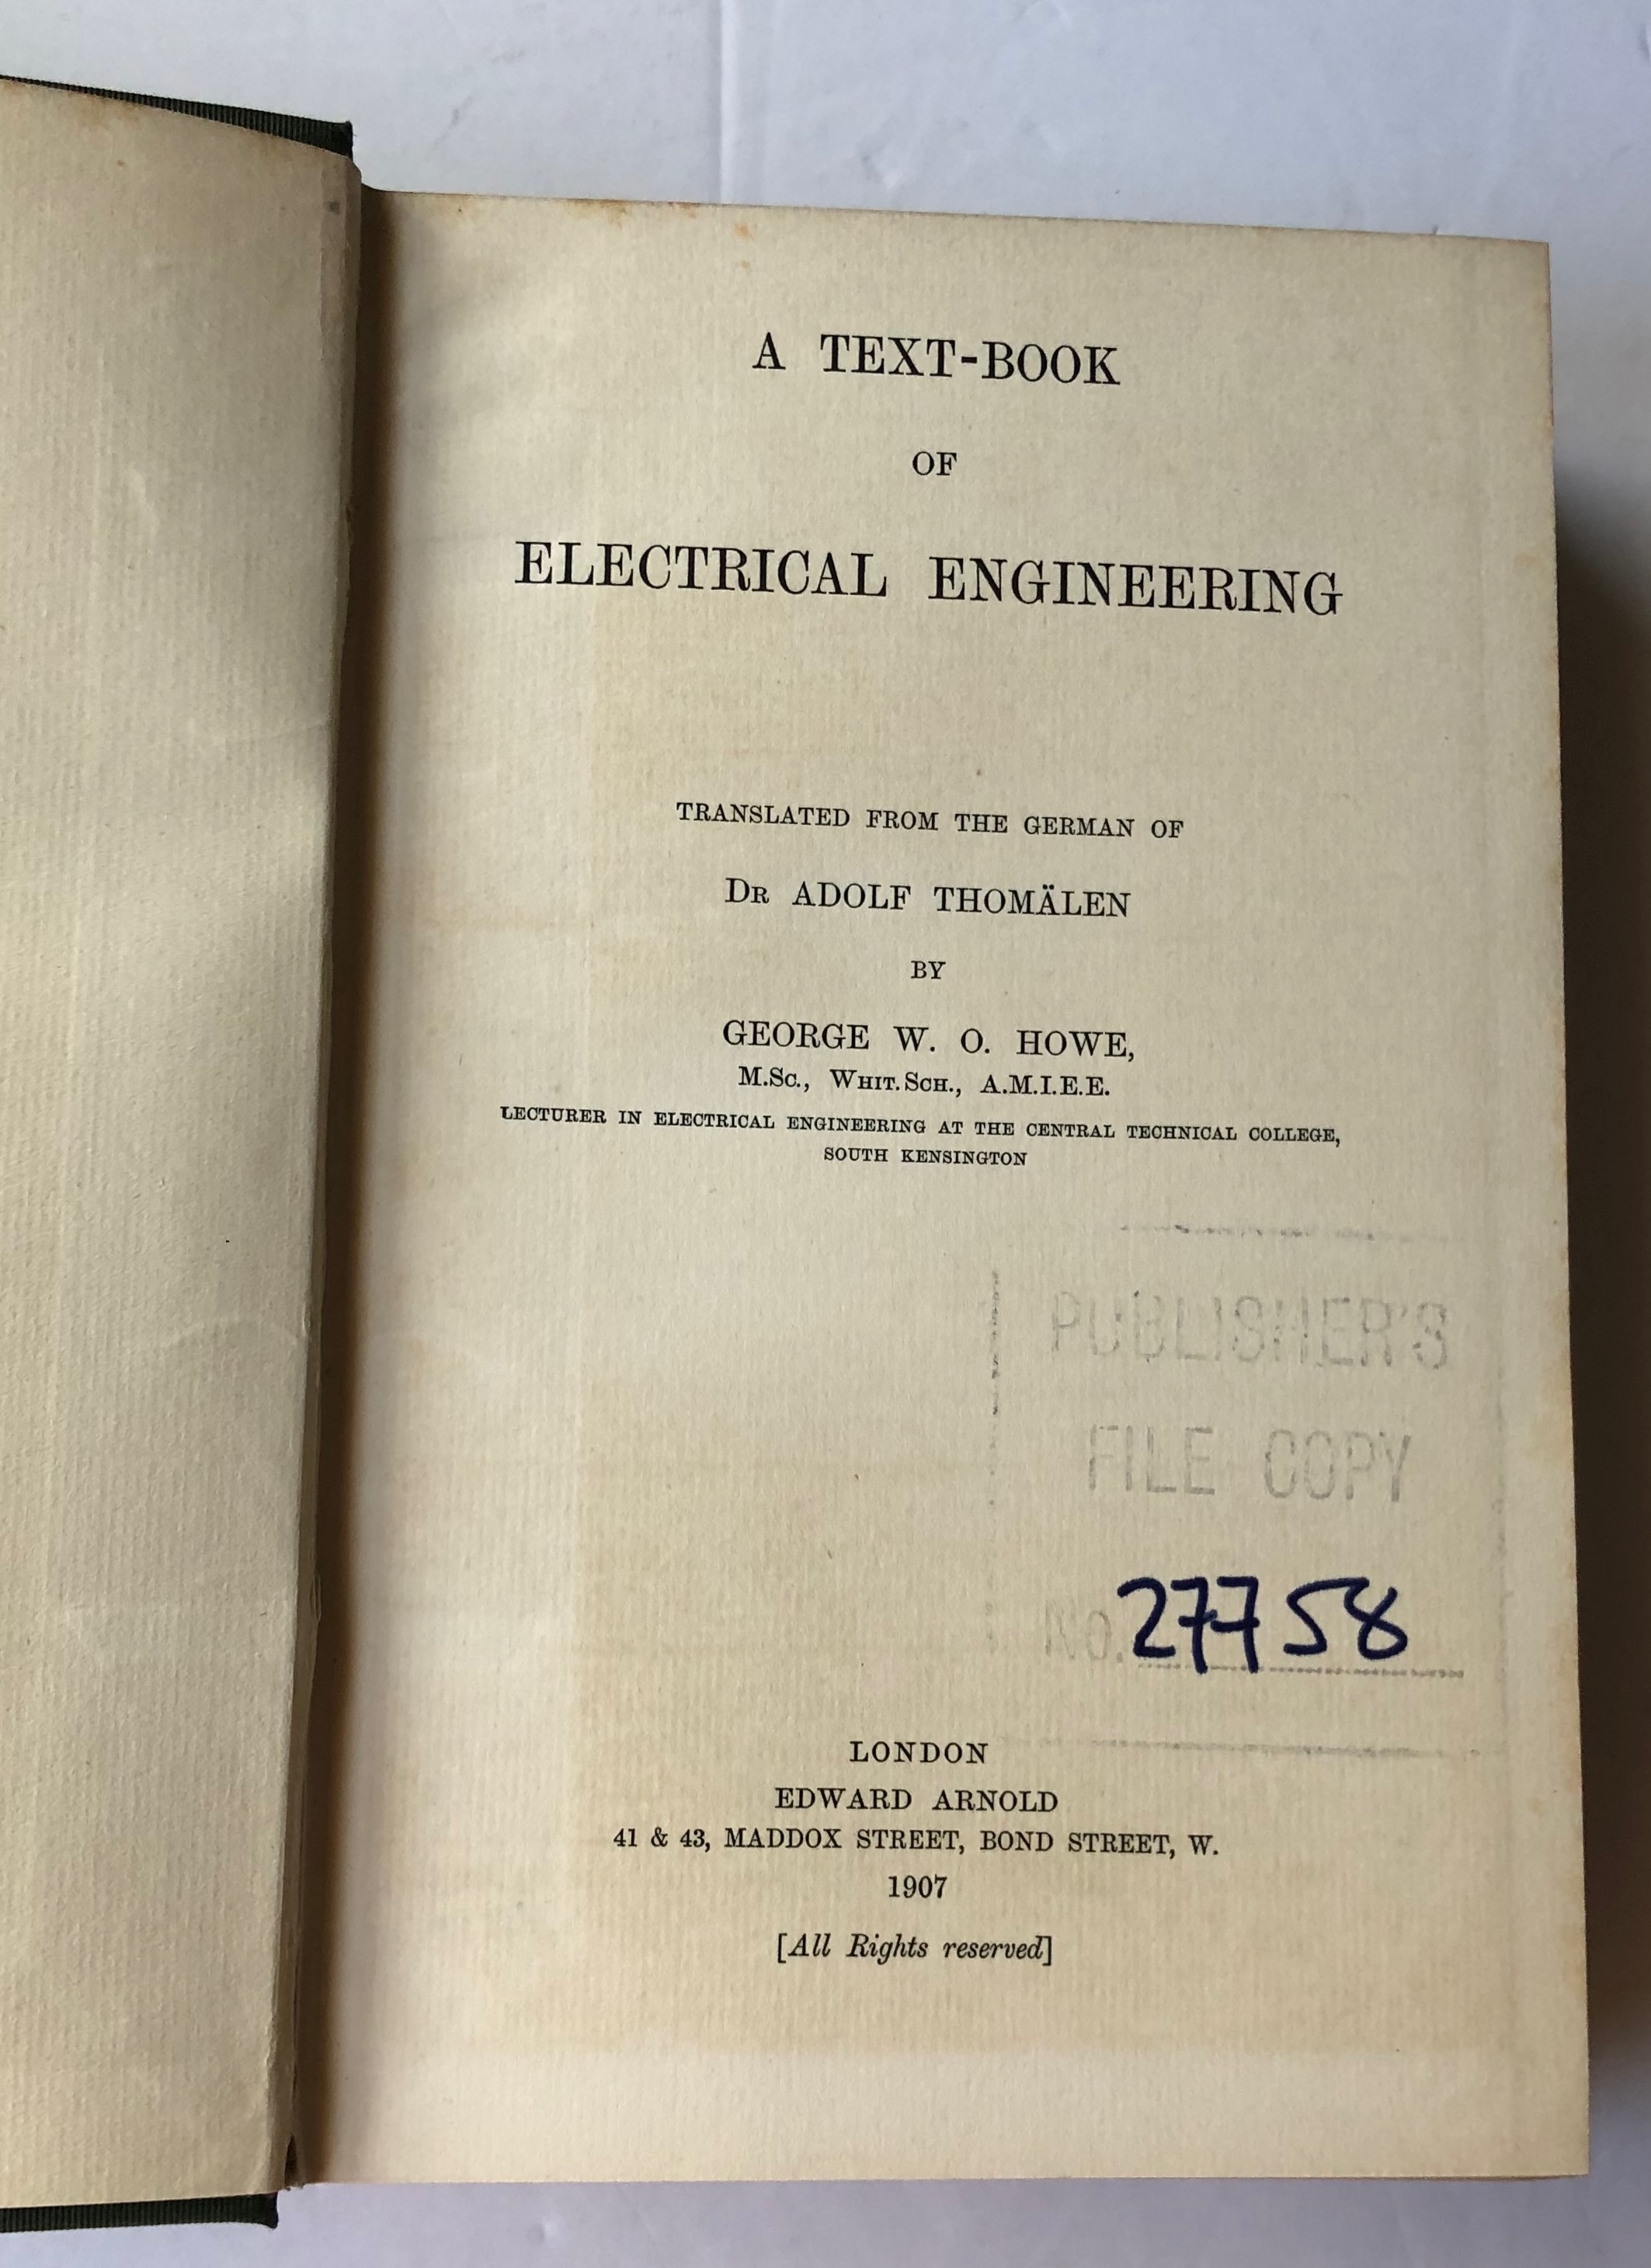 A TEXT-BOOK
OF
ELECTRICAL ENGINEERING
TRANSLATED FROM THE GERMAN OF
DR ADOLF THOMÄLEN
BY
GEORGE W. O. HOWE,
M.SC., WHIT.SCH., A.M.I.E.E.
LECTURER IN ELECTRICAL ENGINEERING AT THE CENTRAL TECHNICAL COLLEGE,
SOUTH KENSINGTON
PUBLISHER'S
FILE COPY
NO. 27758
LONDON
EDWARD ARNOLD
41 & 43, MADDOX STREET, BOND STREET, W.
1907
[All Rights reserved]